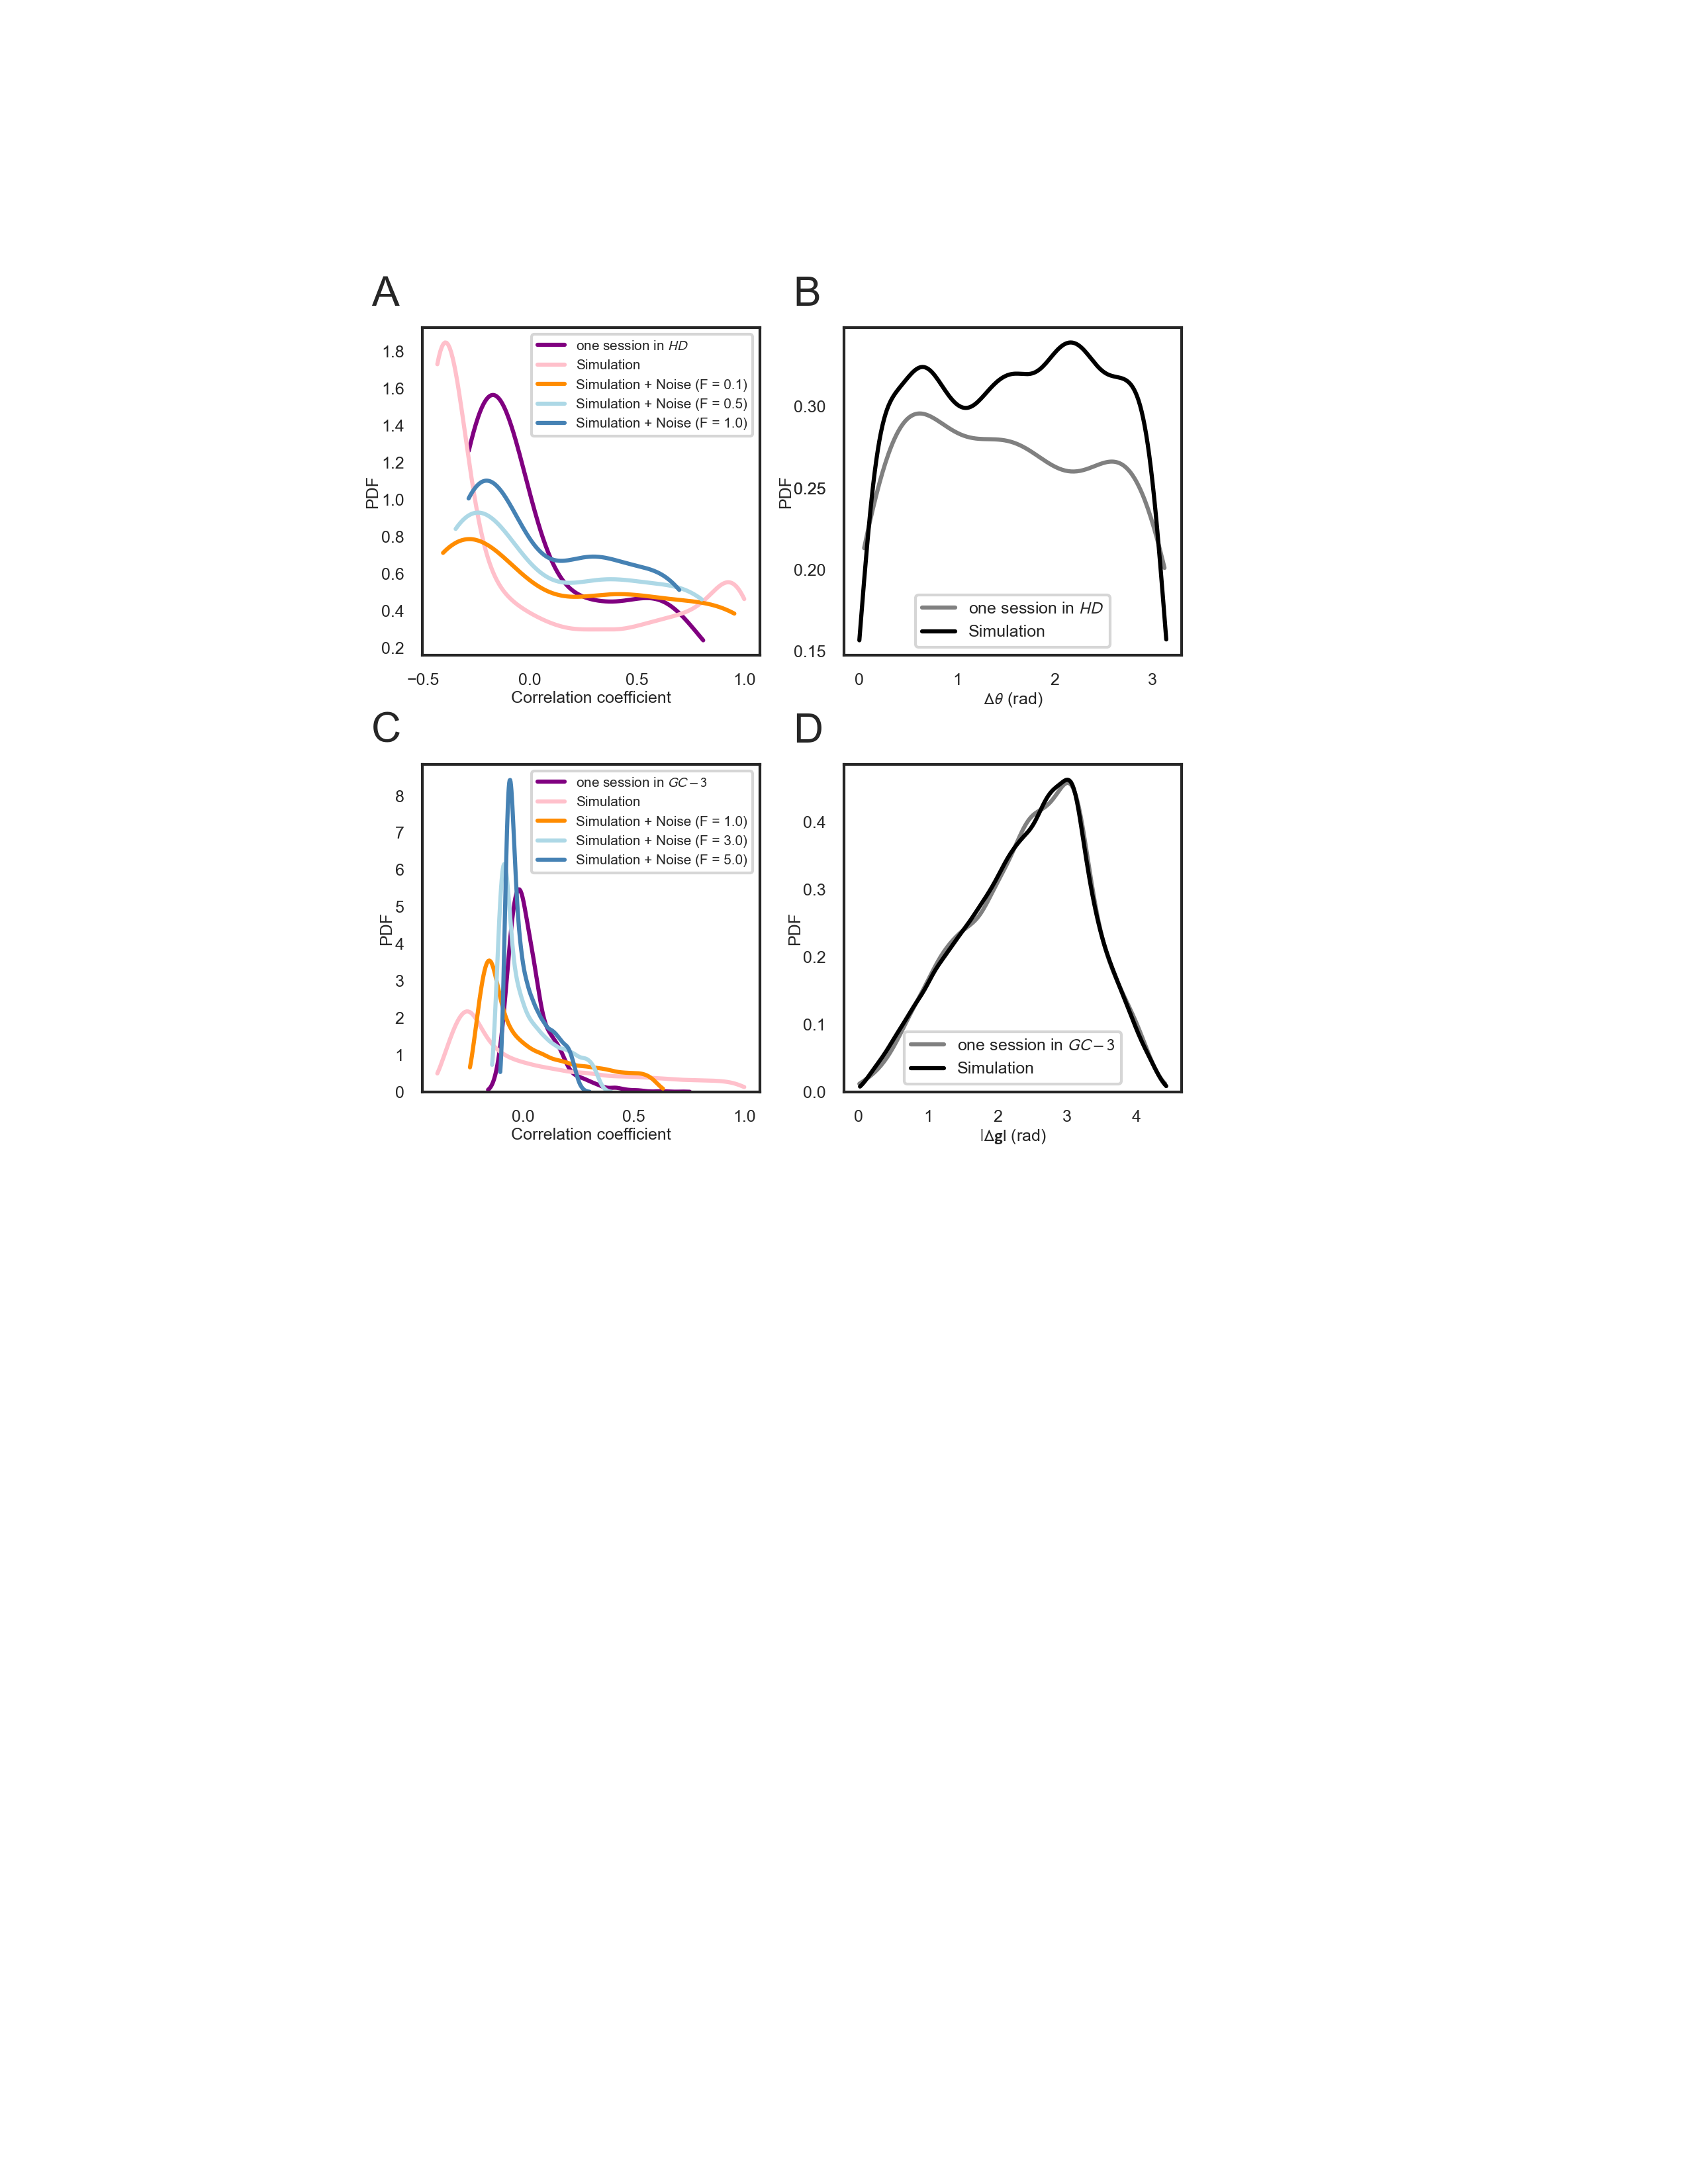 A
PDF
1.8
1.6
1.4
1.2
1.0
0.8
0.6
0.4
0.2
−0.5
0.0
0.5
1.0
Correlation coefficient
one session in HD
Simulation
Simulation + Noise (F = 0.1)
Simulation + Noise (F = 0.5)
Simulation + Noise (F = 1.0)
B
PDF
0.30
0.25
0.20
0.15
0
1
2
3
Δθ (rad)
one session in HD
Simulation
C
PDF
8
7
6
5
4
3
2
1
0
0.0
0.5
1.0
Correlation coefficient
one session in GC−3
Simulation
Simulation + Noise (F = 1.0)
Simulation + Noise (F = 3.0)
Simulation + Noise (F = 5.0)
D
PDF
0.4
0.3
0.2
0.1
0.0
0
1
2
3
4
|Δg| (rad)
one session in GC−3
Simulation